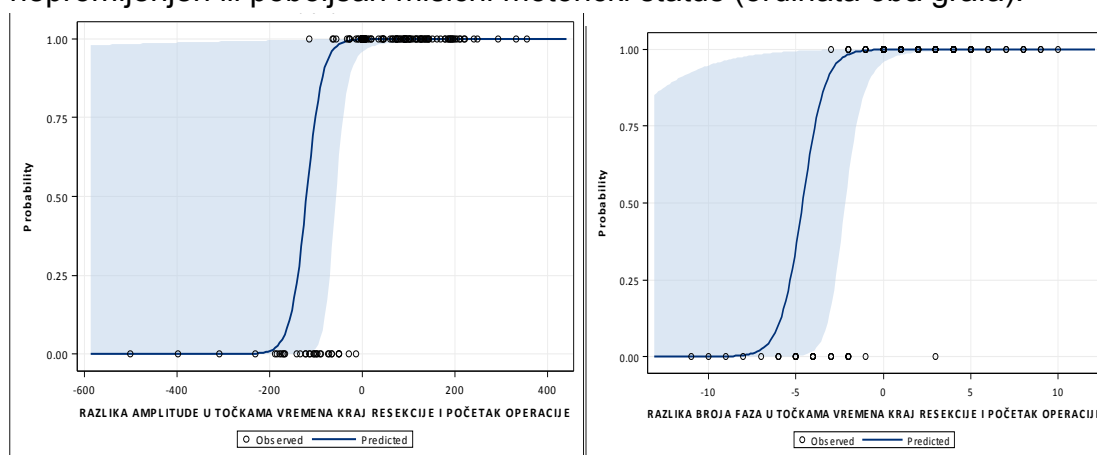 nepromijenjen ili poboljšan mišićni motorički status (ordinata oba grafa).
1.00
0.75
0.50
0.25
0.00
Probability
-600
-400
-200
0
200
400
RAZLIKA AMPLITUDE U TOČKAMA VREMENA KRAJ RESEKCIJE I POČETAK OPERACIJE
Observed
Predicted
1.00
0.75
0.50
0.25
0.00
Probability
-10
-5
0
5
10
RAZLIKA BROJA FAZA U TOČKAMA VREMENA KRAJ RESEKCIJE I POČETAK OPERACIJE
Observed
Predicted